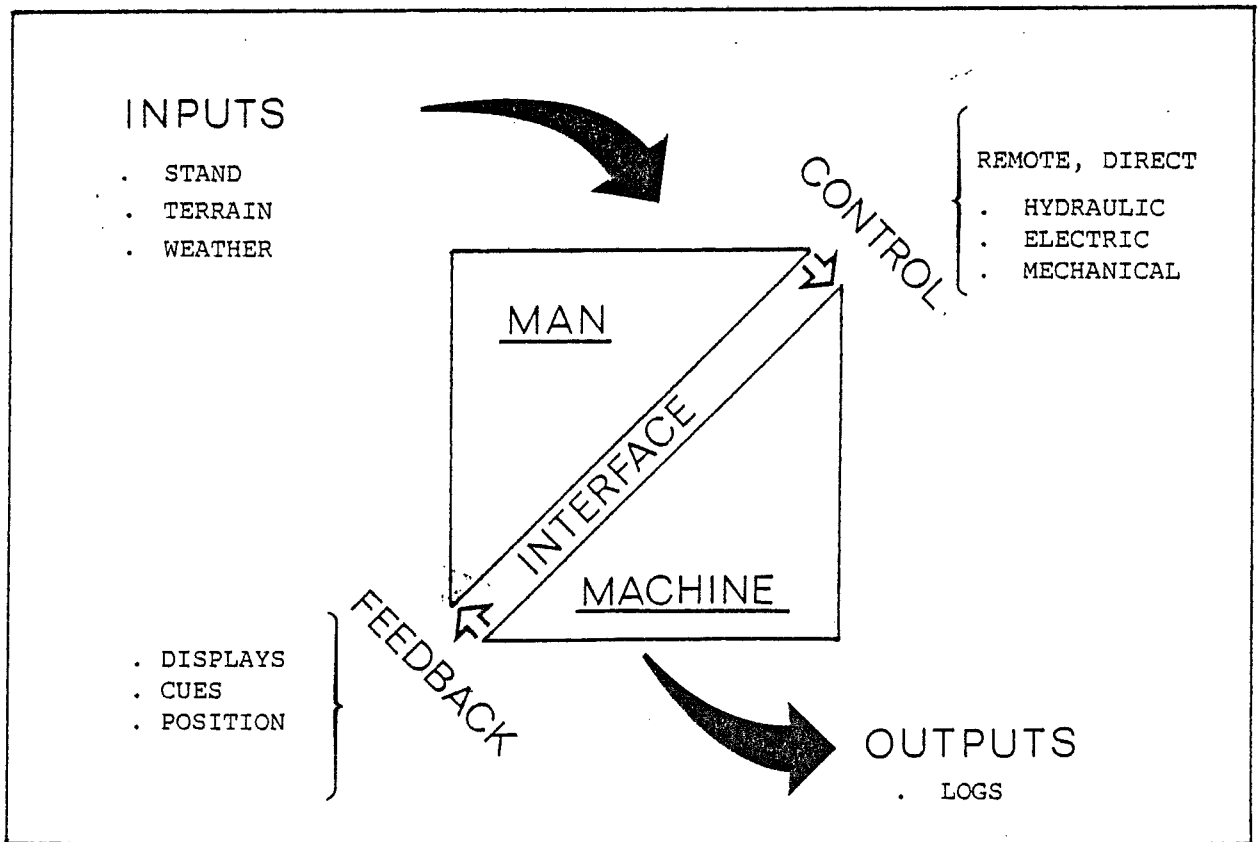 INPUTS
. STAND
. TERRAIN
. WEATHER
CONTROL
REMOTE, DIRECT
. HYDRAULIC
. ELECTRIC
. MECHANICAL
MAN
INTERFACE
MACHINE
FEEDBACK
. DISPLAYS
. CUES
. POSITION
OUTPUTS
. LOGS